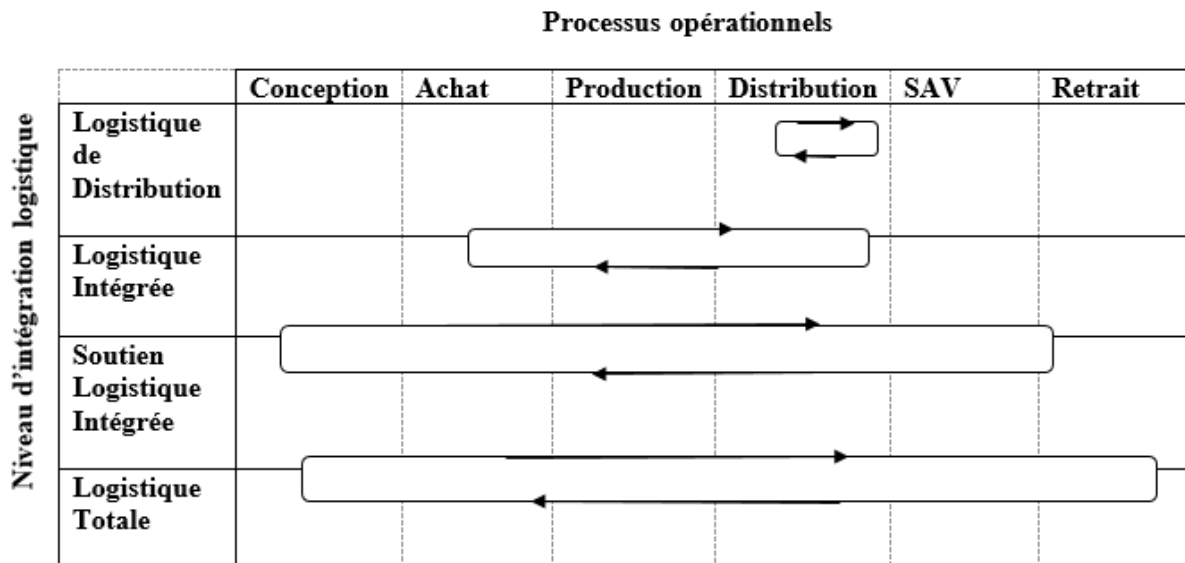 Processus opérationnels
Conception Achat Production Distribution SAV Retrait
Niveau d'intégration logistique
Logistique
de
Distribution
Logistique
Intégrée
Soutien
Logistique
Intégrée
Logistique
Totale